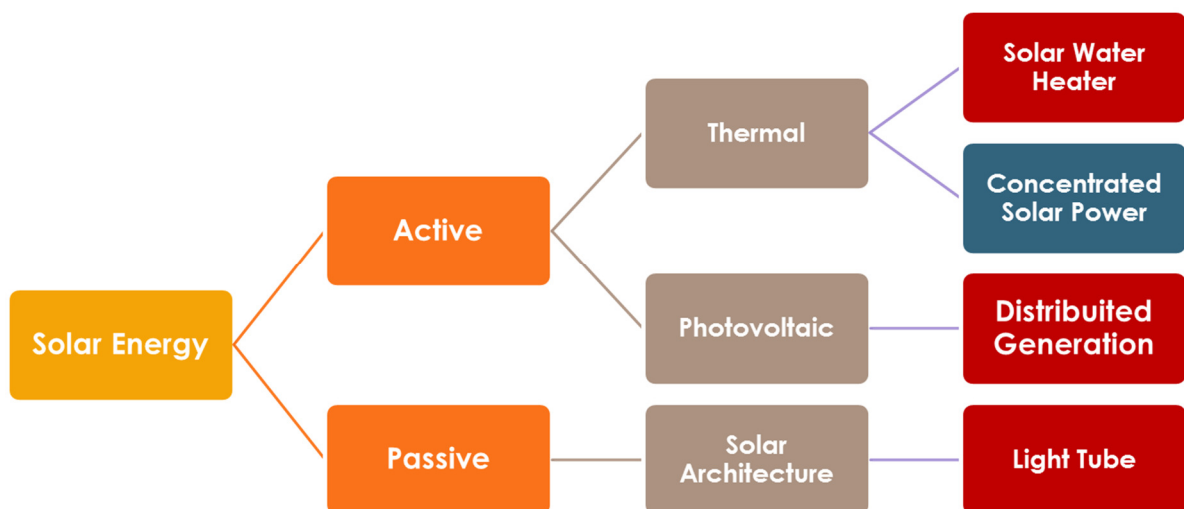 Solar Water
Heater
Thermal
Concentrated
Solar Power
Active
Solar Energy
Photovoltaic
Distribuited
Generation
Passive
Solar
Architecture
Light Tube